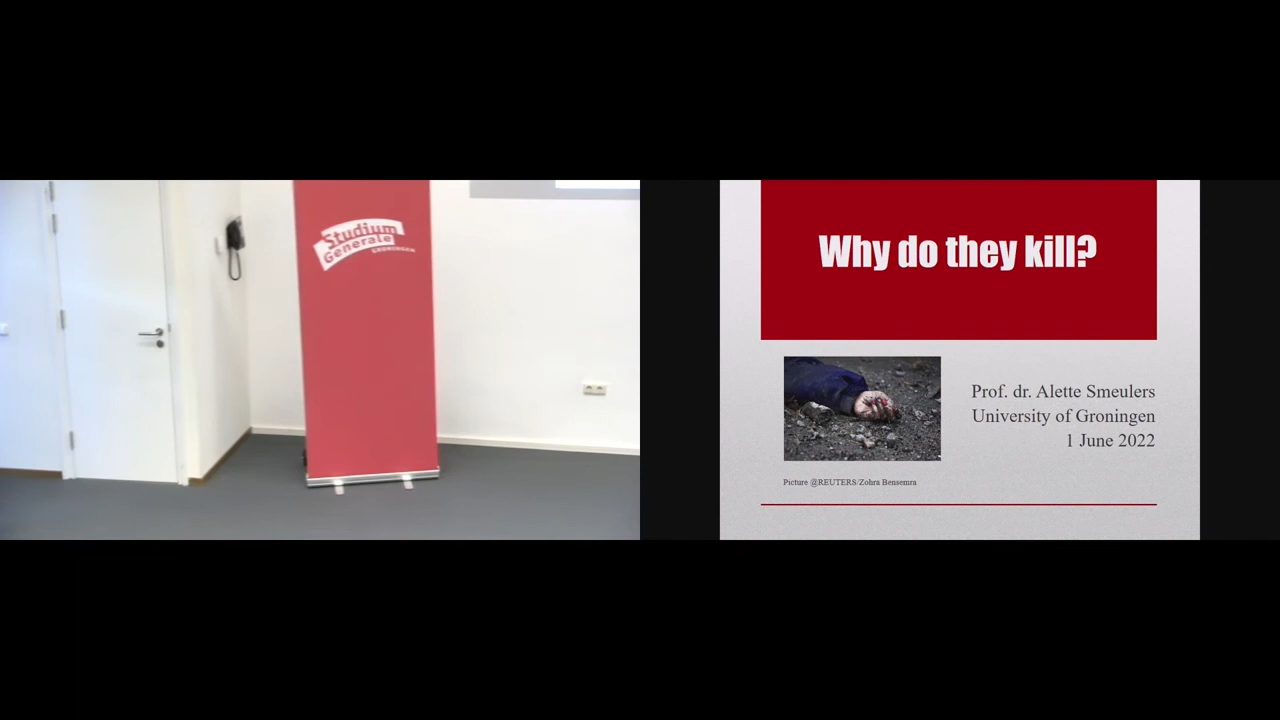 Studium
Generale
GRONINGEN
Why do they kill?
Prof. dr. Alette Smeulers
University of Groningen
1 June 2022
Picture @REUTERS/Zohra Bensemra